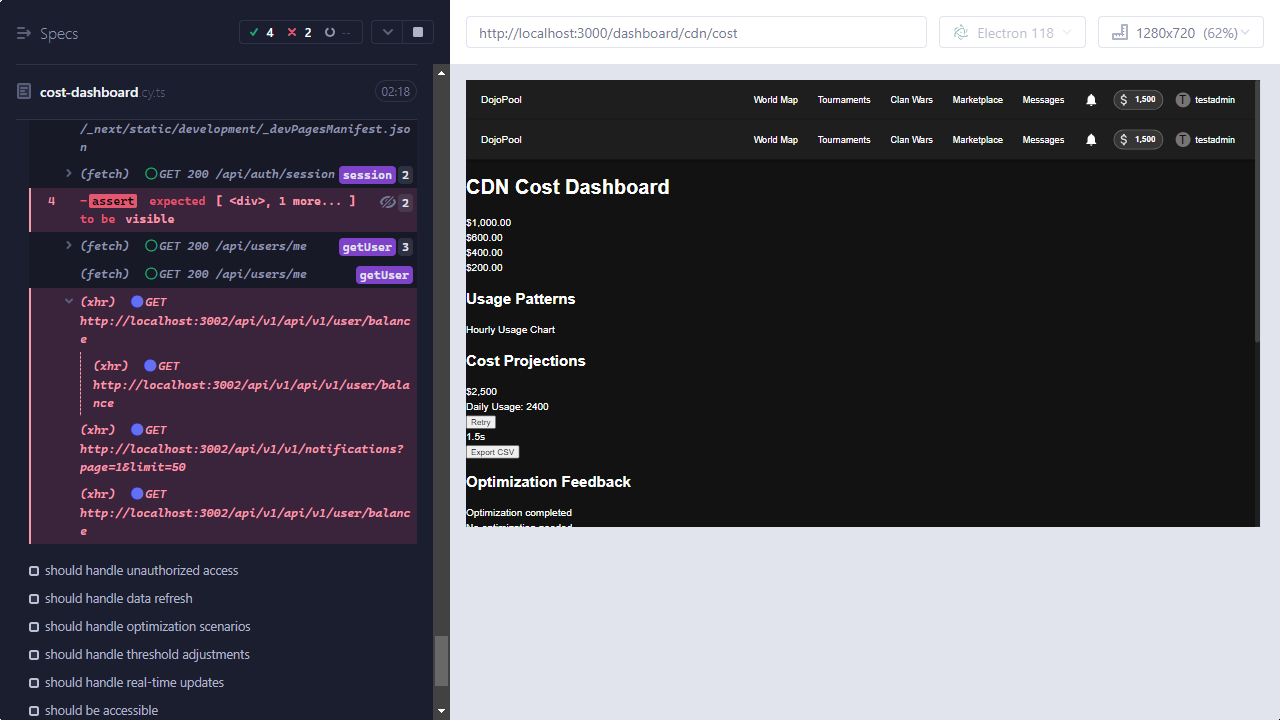 Specs
4
2
--
http://localhost:3000/dashboard/cdn/cost
Electron 118
1280x720 (62%)
cost-dashboard.cy.ts
02:18
/_next/static/development/_devPagesManifest.jso
n
(fetch) GET 200 /api/auth/session session 2
4 -assert expected [ <div>, 1 more... ] 2
to be visible
(fetch) GET 200 /api/users/me getUser 3
(fetch) GET 200 /api/users/me getUser
(xhr) GET
http://localhost:3002/api/v1/api/v1/user/balanc
e
(xhr) GET
http://localhost:3002/api/v1/api/v1/user/bala
nce
(xhr) GET
http://localhost:3002/api/v1/v1/notifications?
page=1&limit=50
(xhr) GET
http://localhost:3002/api/v1/api/v1/user/balanc
e
should handle unauthorized access
should handle data refresh
should handle optimization scenarios
should handle threshold adjustments
should handle real-time updates
should be accessible
DojoPool World Map Tournaments Clan Wars Marketplace Messages $ 1,500 T testadmin
DojoPool World Map Tournaments Clan Wars Marketplace Messages $ 1,500 T testadmin
CDN Cost Dashboard
$1,000.00
$600.00
$400.00
$200.00
Usage Patterns
Hourly Usage Chart
Cost Projections
$2,500
Daily Usage: 2400
Retry
1.5s
Export CSV
Optimization Feedback
Optimization completed
No optimization needed